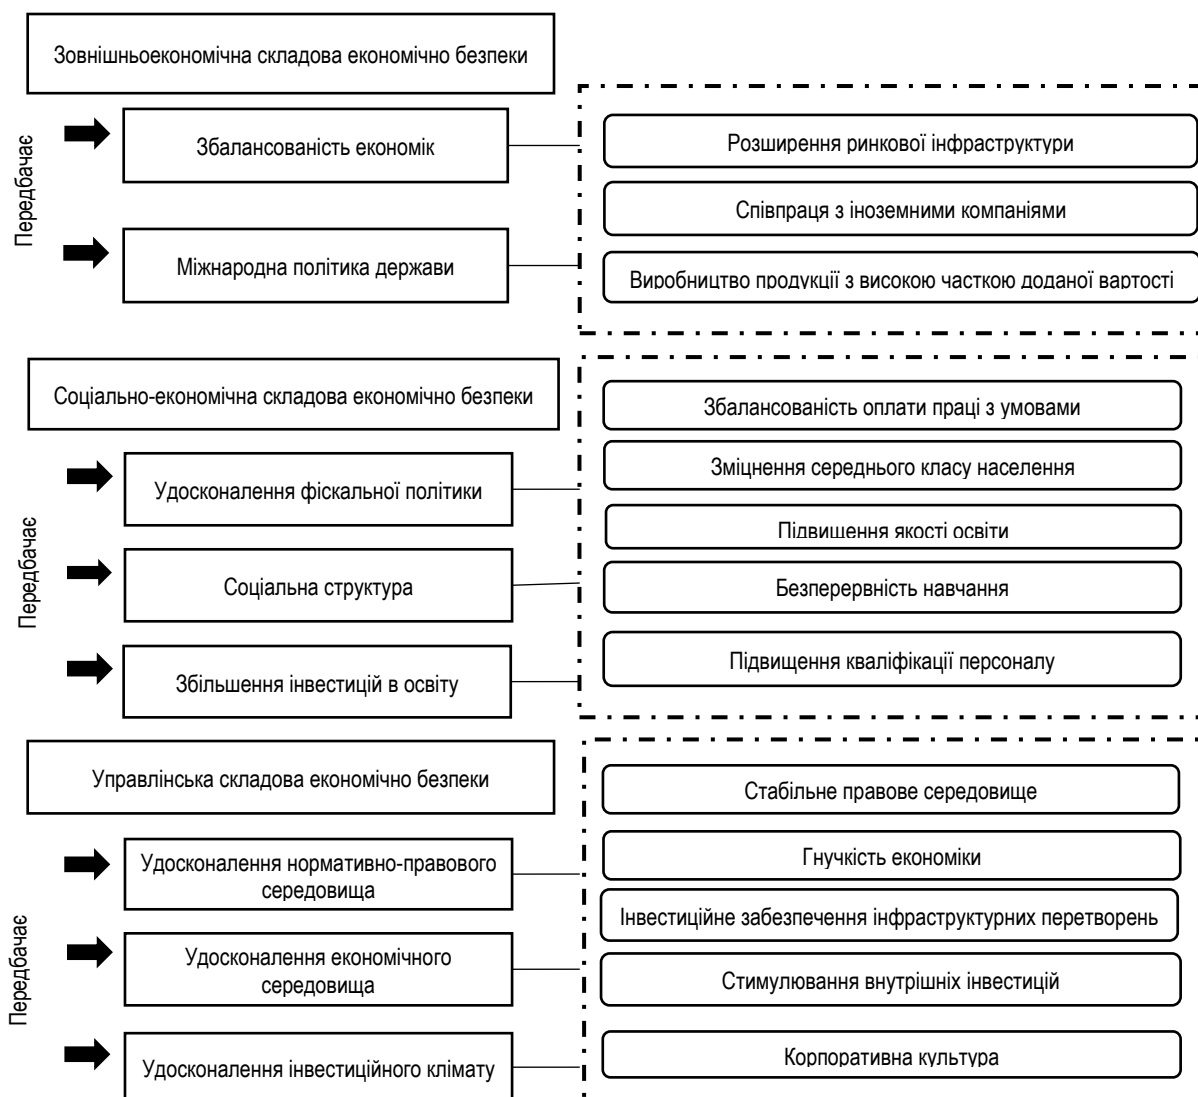 Зовнішньоекономічна складова економічно безпеки
Передбачає
Збалансованість економік
Міжнародна політика держави
Розширення ринкової інфраструктури
Співпраця з іноземними компаніями
Виробництво продукції з високою часткою доданої вартості
Соціально-економічна складова економічно безпеки
Передбачає
Удосконалення фіскальної політики
Соціальна структура
Збільшення інвестицій в освіту
Збалансованість оплати праці з умовами
Зміцнення середнього класу населення
Підвищення якості освіти
Безперервність навчання
Підвищення кваліфікації персоналу
Управлінська складова економічно безпеки
Передбачає
Удосконалення нормативно-правового
середовища
Удосконалення економічного
середовища
Удосконалення інвестиційного клімату
Стабільне правове середовище
Гнучкість економіки
Інвестиційне забезпечення інфраструктурних перетворень
Стимулювання внутрішніх інвестицій
Корпоративна культура